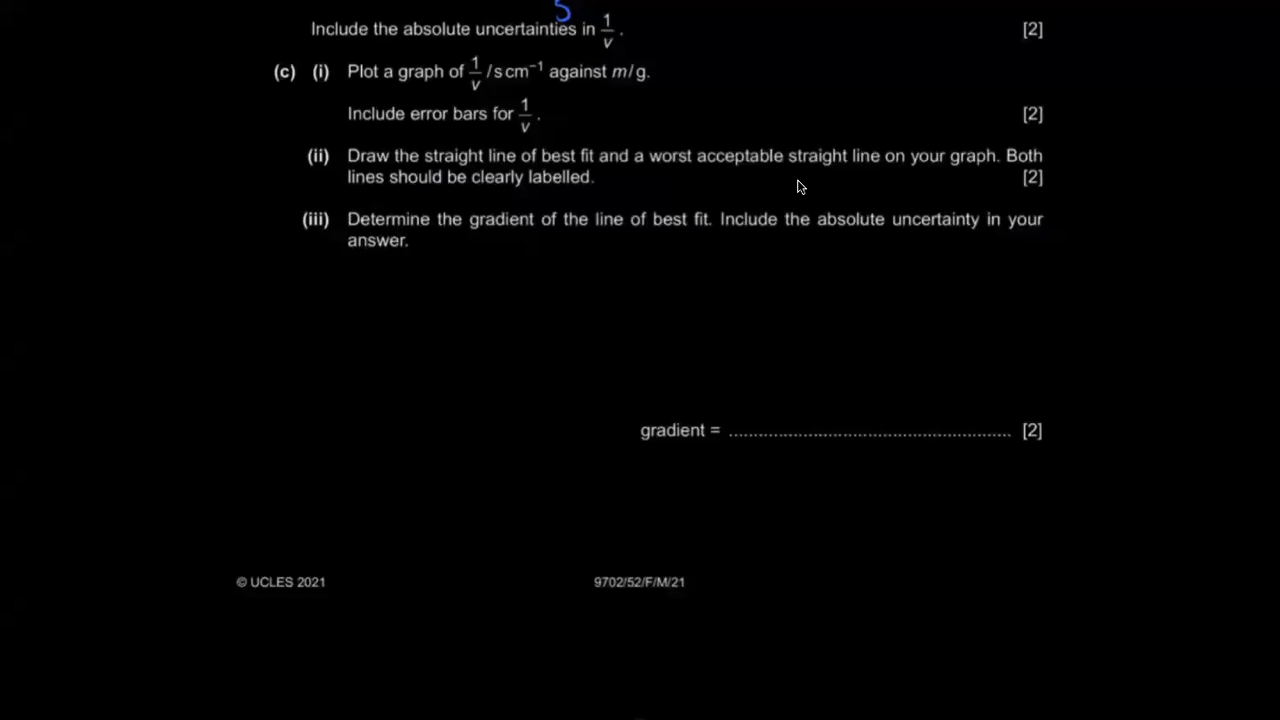 5
Include the absolute uncertainties in 1/v. [2]
(c) (i) Plot a graph of 1/v / s cm⁻¹ against m / g.
Include error bars for 1/v. [2]
(ii) Draw the straight line of best fit and a worst acceptable straight line on your graph. Both
lines should be clearly labelled. [2]
(iii) Determine the gradient of the line of best fit. Include the absolute uncertainty in your
answer.
gradient = ........................................................ [2]
© UCLES 2021 9702/52/F/M/21